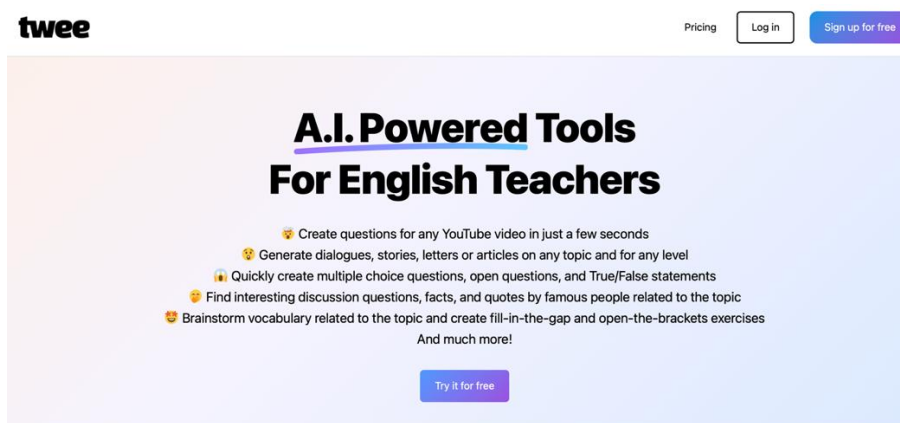 twee
Pricing
Log in
Sign up for free
A.I. Powered Tools
For English Teachers
🤯 Create questions for any YouTube video in just a few seconds
😲 Generate dialogues, stories, letters or articles on any topic and for any level
😱 Quickly create multiple choice questions, open questions, and True/False statements
🤭 Find interesting discussion questions, facts, and quotes by famous people related to the topic
🤩 Brainstorm vocabulary related to the topic and create fill-in-the-gap and open-the-brackets exercises
And much more!
Try it for free